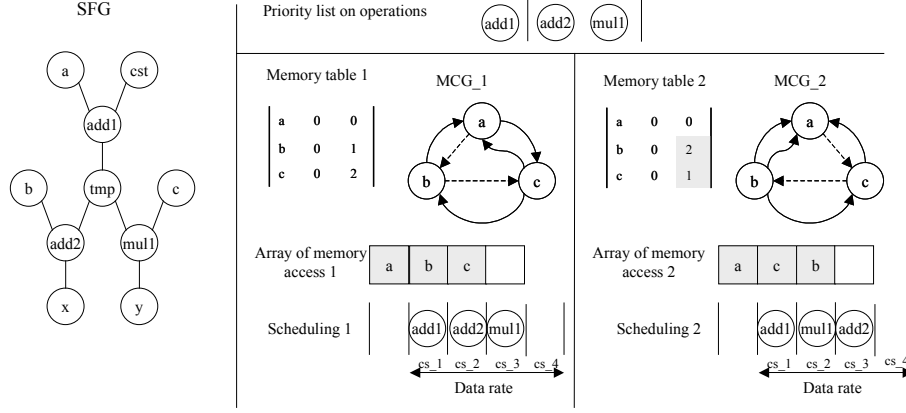 SFG
a
cst
add1
b
tmp
c
add2
mul1
x
y
Priority list on operations
add1
add2
mul1
Memory table 1
MCG_1
a 0 0
b 0 1
c 0 2
a
b
c
Array of memory
access 1
a b c
Scheduling 1
add1 add2 mul1
cs_1 cs_2 cs_3 cs_4
Data rate
Memory table 2
MCG_2
a 0 0
b 0 2
c 0 1
a
b
c
Array of memory
access 2
a c b
Scheduling 2
add1 mul1 add2
cs_1 cs_2 cs_3 cs_4
Data rate